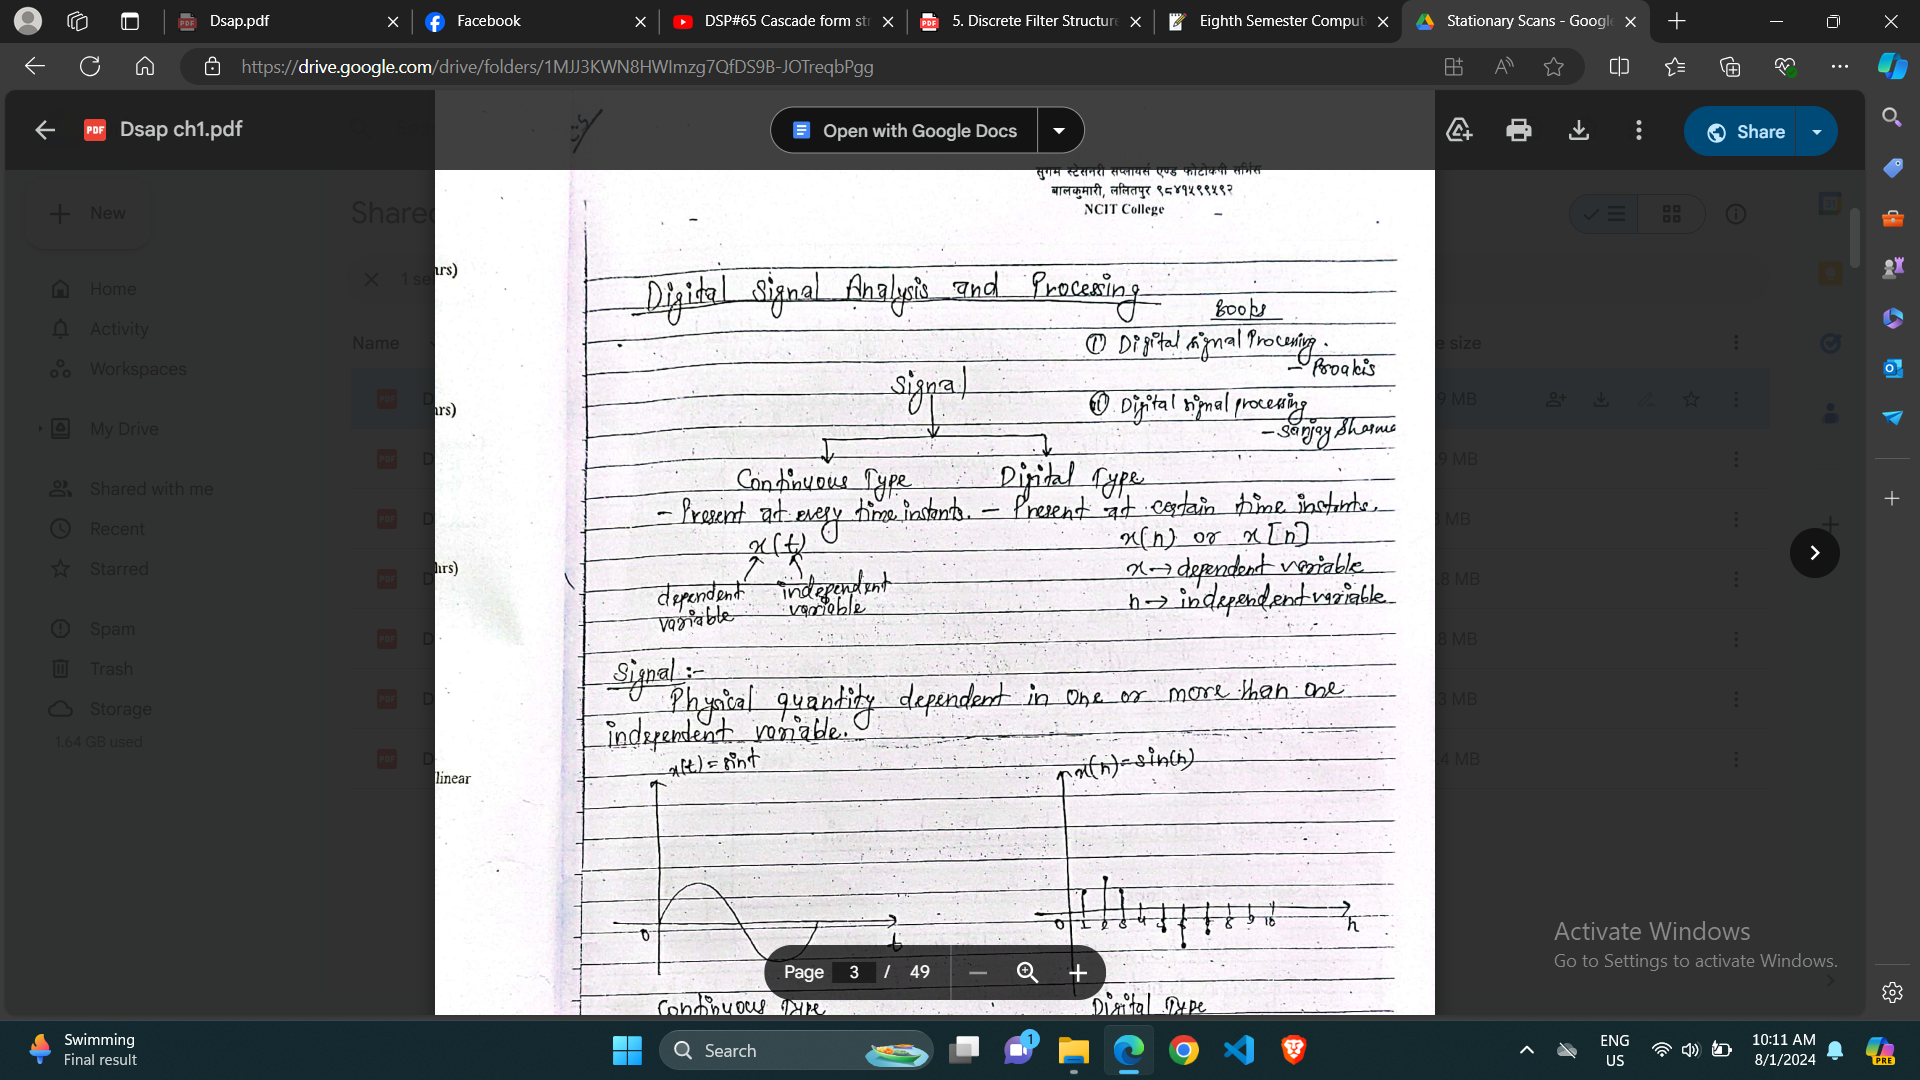 Dsap.pdf
Facebook
DSP#65 Cascade form str
5. Discrete Filter Structure
Eighth Semester Comput
Stationary Scans - Google
https://drive.google.com/drive/folders/1MJJ3KWN8HWImzg7QfDS9B-JOTreqbPgg
PDF
Dsap ch1.pdf
Open with Google Docs
Share
New
Shared
1 se
Home
Activity
Workspaces
My Drive
Shared with me
Recent
Starred
Spam
Trash
Storage
1.64 GB used
Name
e size
9 MB
9 MB
MB
8 MB
8 MB
3 MB
4 MB
rs)
rs)
hrs)
linear
सुगम स्टेसनरी सप्लायर्स एण्ड फोटोकपी सर्भिस
बालकुमारी, ललितपुर ९८४१५९९५९२
NCIT College
Digital Signal Analysis and Processing
Books
① Digital signal Processing.
- Proakis
Signal
② Digital signal processing
- Sanjay Sharma
Continuous Type
Digital Type
- Present at every time instants. - Present at certain time instants.
x(t)
x(n) or x[n]
dependent variable
independent variable
x → dependent variable
n → independent variable
Signal :-
Physical quantity dependent in one or more than one
independent variable.
x(t) = sint
x(n) = sin(n)
0
t
0 1 2 3 4 5 6 7 8 9 10
n
Continuous Type
Digital Type
Page 3 / 49
Activate Windows
Go to Settings to activate Windows.
Swimming
Final result
Search
1
ENG
US
10:11 AM
8/1/2024
PRE